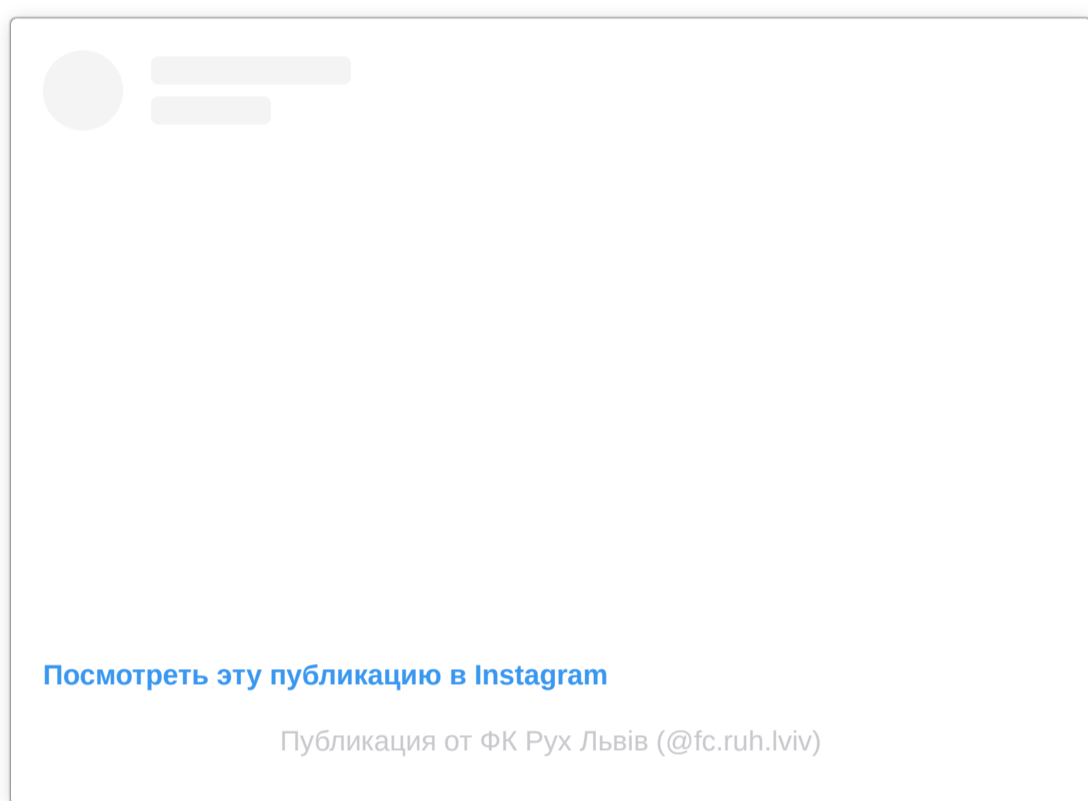 Посмотреть эту публикацию в Instagram
Публикация от ФК Рух Львів (@fc.ruh.lviv)